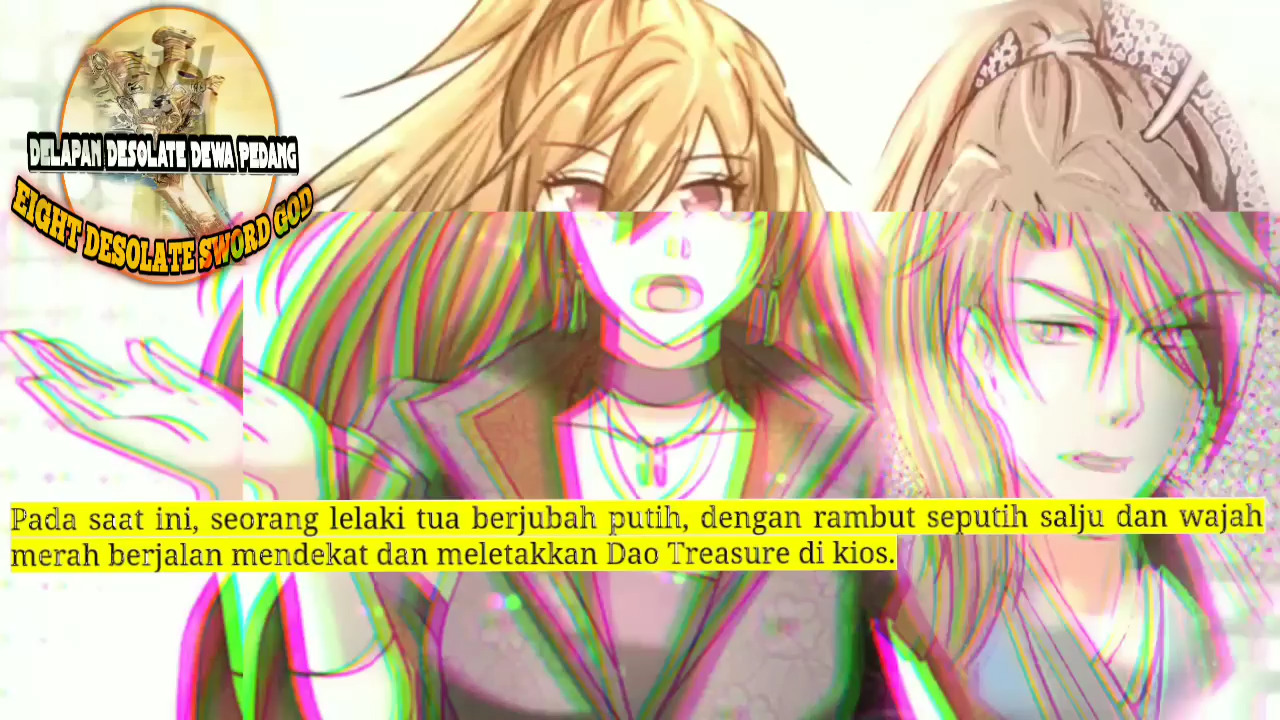 DELAPAN DESOLATE DEWA PEDANG
EIGHT DESOLATE SWORD GOD
Pada saat ini, seorang lelaki tua berjubah putih, dengan rambut seputih salju dan wajah
merah berjalan mendekat dan meletakkan Dao Treasure di kios.